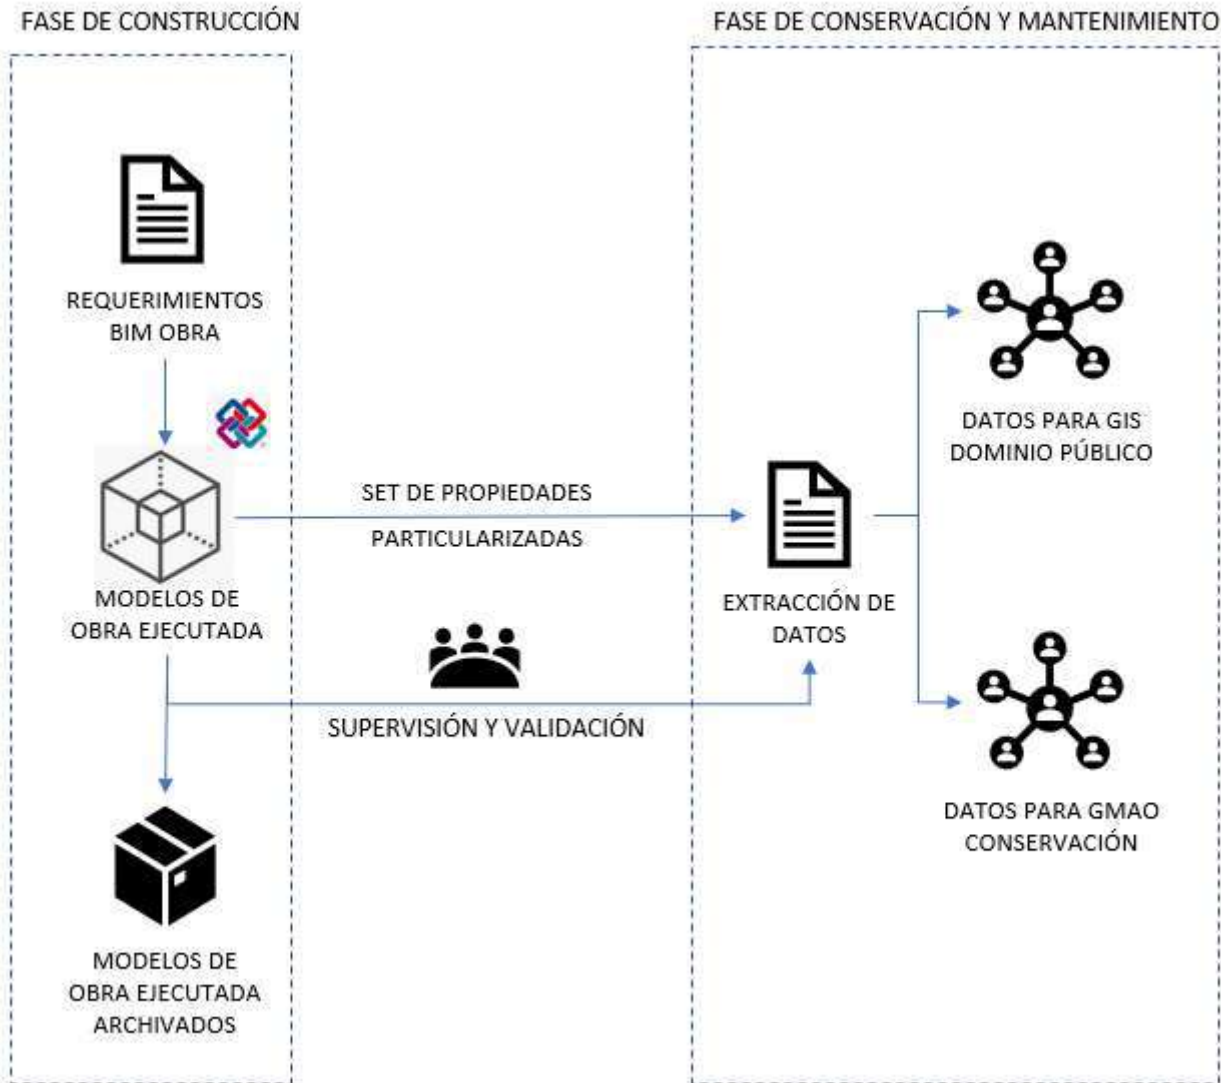 FASE DE CONSTRUCCIÓN
FASE DE CONSERVACIÓN Y MANTENIMIENTO
REQUERIMIENTOS
BIM OBRA
MODELOS DE
OBRA EJECUTADA
SET DE PROPIEDADES
PARTICULARIZADAS
SUPERVISIÓN Y VALIDACIÓN
MODELOS DE
OBRA EJECUTADA
ARCHIVADOS
EXTRACCIÓN DE
DATOS
DATOS PARA GIS
DOMINIO PÚBLICO
DATOS PARA GMAO
CONSERVACIÓN